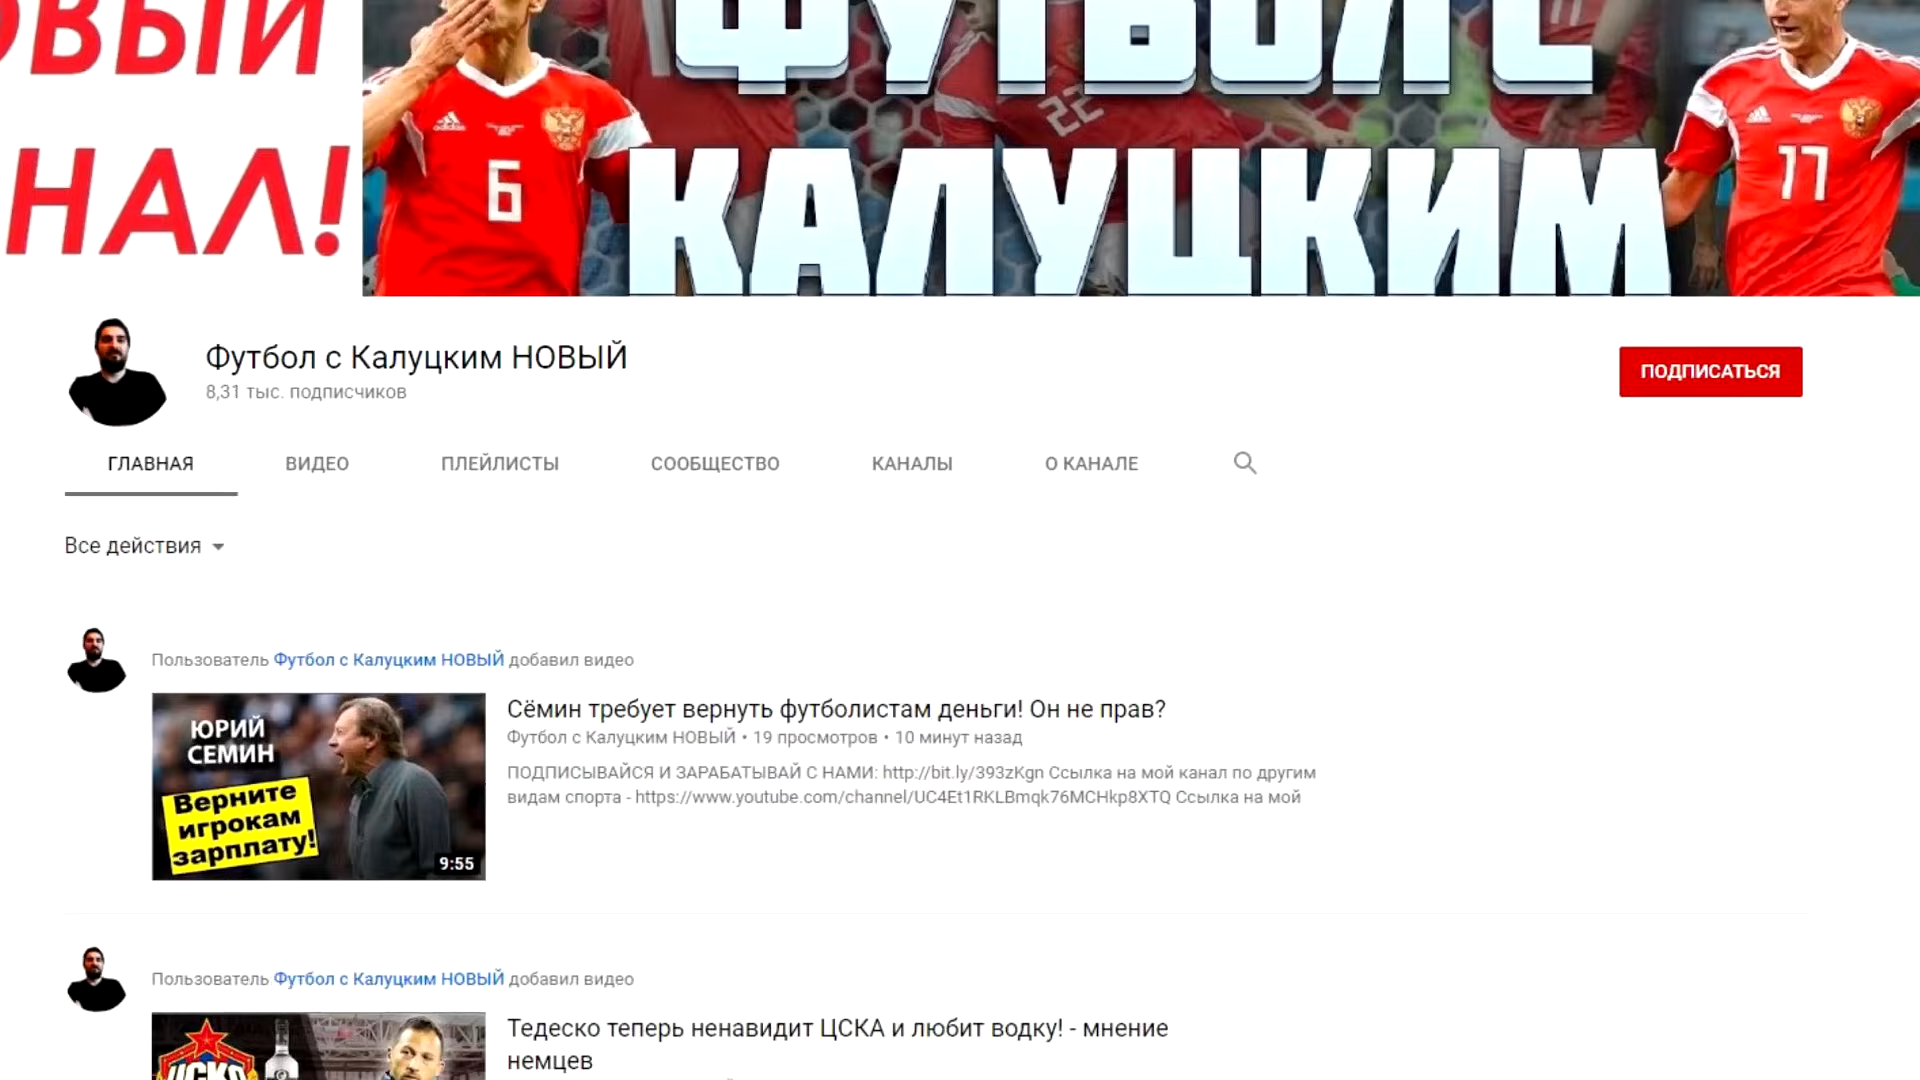 ОВЫЙ
НАЛ!
ФУТБОЛ С
КАЛУЦКИМ
adidas
6
22
11
17
Футбол с Калуцким НОВЫЙ
8,31 тыс. подписчиков
ПОДПИСАТЬСЯ
ГЛАВНАЯ ВИДЕО ПЛЕЙЛИСТЫ СООБЩЕСТВО КАНАЛЫ О КАНАЛЕ
Все действия
Пользователь Футбол с Калуцким НОВЫЙ добавил видео
ЮРИЙ
СЕМИН
Верните
игрокам
зарплату!
9:55
Сёмин требует вернуть футболистам деньги! Он не прав?
Футбол с Калуцким НОВЫЙ • 19 просмотров • 10 минут назад
ПОДПИСЫВАЙСЯ И ЗАРАБАТЫВАЙ С НАМИ: http://bit.ly/393zKgn Ссылка на мой канал по другим
видам спорта - https://www.youtube.com/channel/UC4Et1RKLBmqk76MCHkp8XTQ Ссылка на мой
Пользователь Футбол с Калуцким НОВЫЙ добавил видео
ЦСКА
Тедеско теперь ненавидит ЦСКА и любит водку! - мнение
немцев